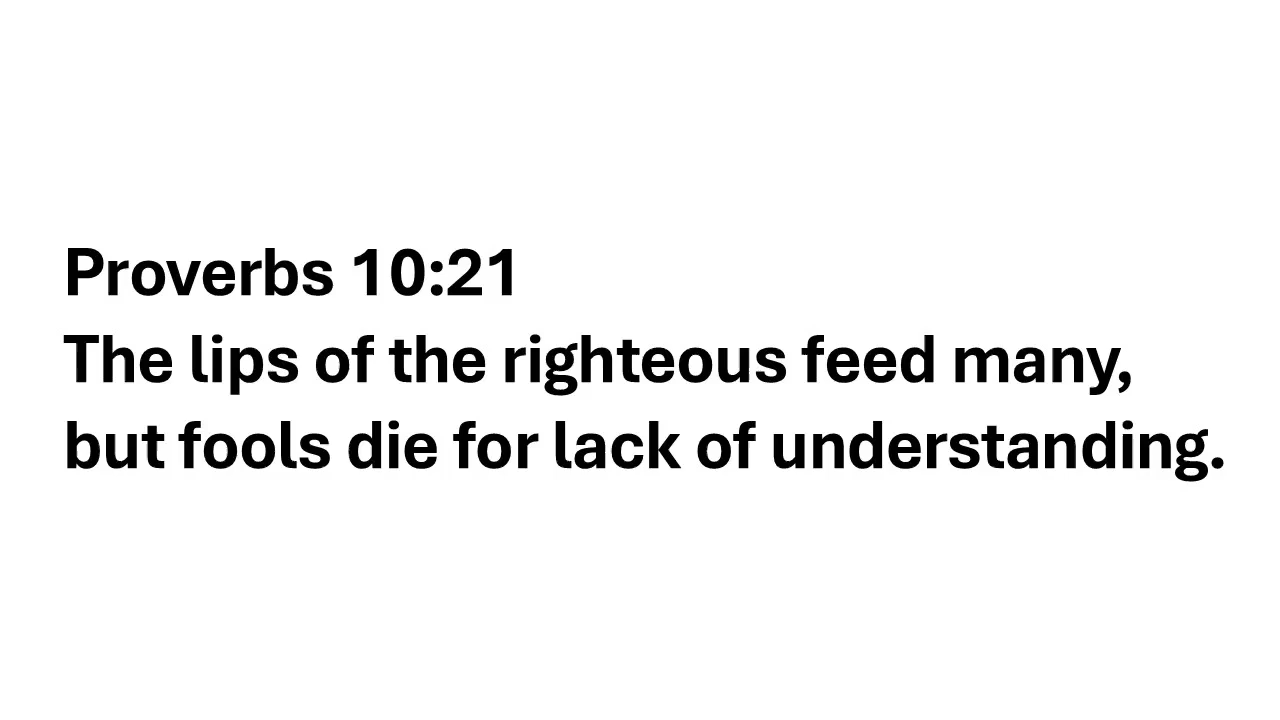 Proverbs 10:21
The lips of the righteous feed many,
but fools die for lack of understanding.